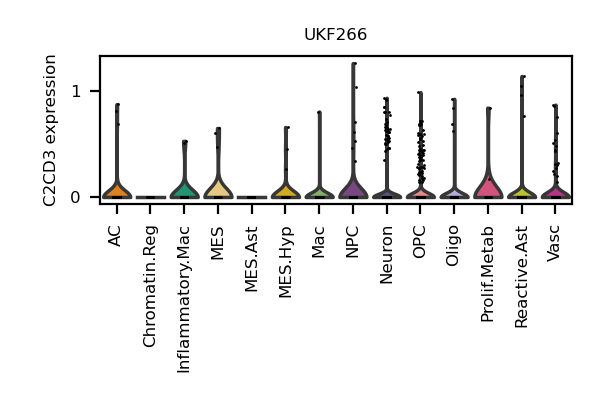 UKF266
C2CD3 expression
1
0
AC
Chromatin.Reg
Inflammatory.Mac
MES
MES.Ast
MES.Hyp
Mac
NPC
Neuron
OPC
Oligo
Prolif.Metab
Reactive.Ast
Vasc